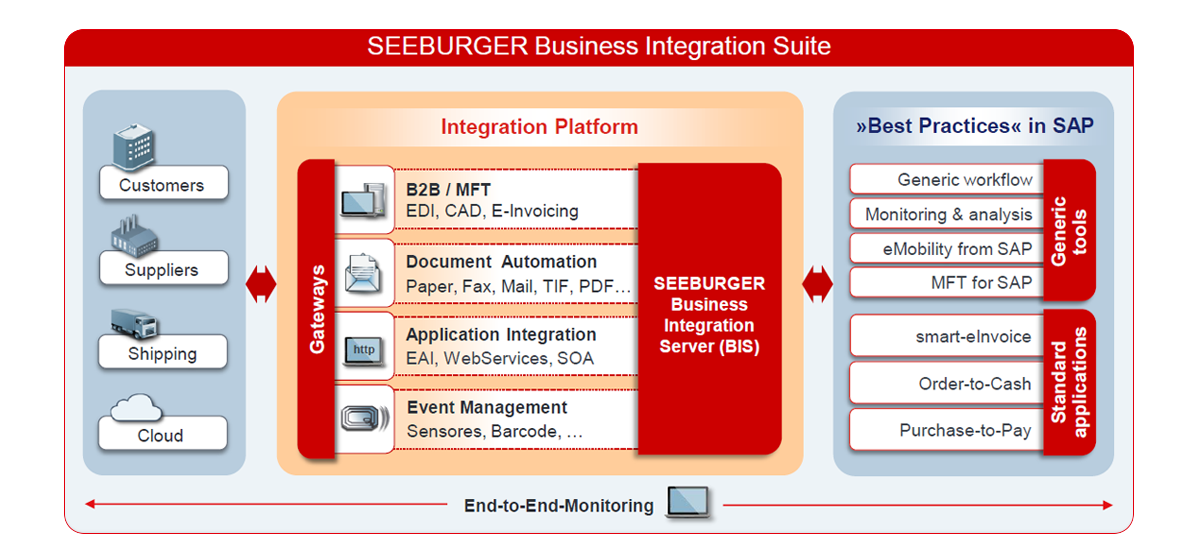 SEEBURGER Business Integration Suite
Customers
Suppliers
Shipping
Cloud
Integration Platform
Gateways
B2B / MFT
EDI, CAD, E-Invoicing
Document Automation
Paper, Fax, Mail, TIF, PDF...
http
Application Integration
EAI, WebServices, SOA
Event Management
Sensores, Barcode, ...
SEEBURGER
Business
Integration
Server (BIS)
»Best Practices« in SAP
Generic workflow
Monitoring & analysis
eMobility from SAP
MFT for SAP
Generic
tools
smart-eInvoice
Order-to-Cash
Purchase-to-Pay
Standard
applications
End-to-End-Monitoring